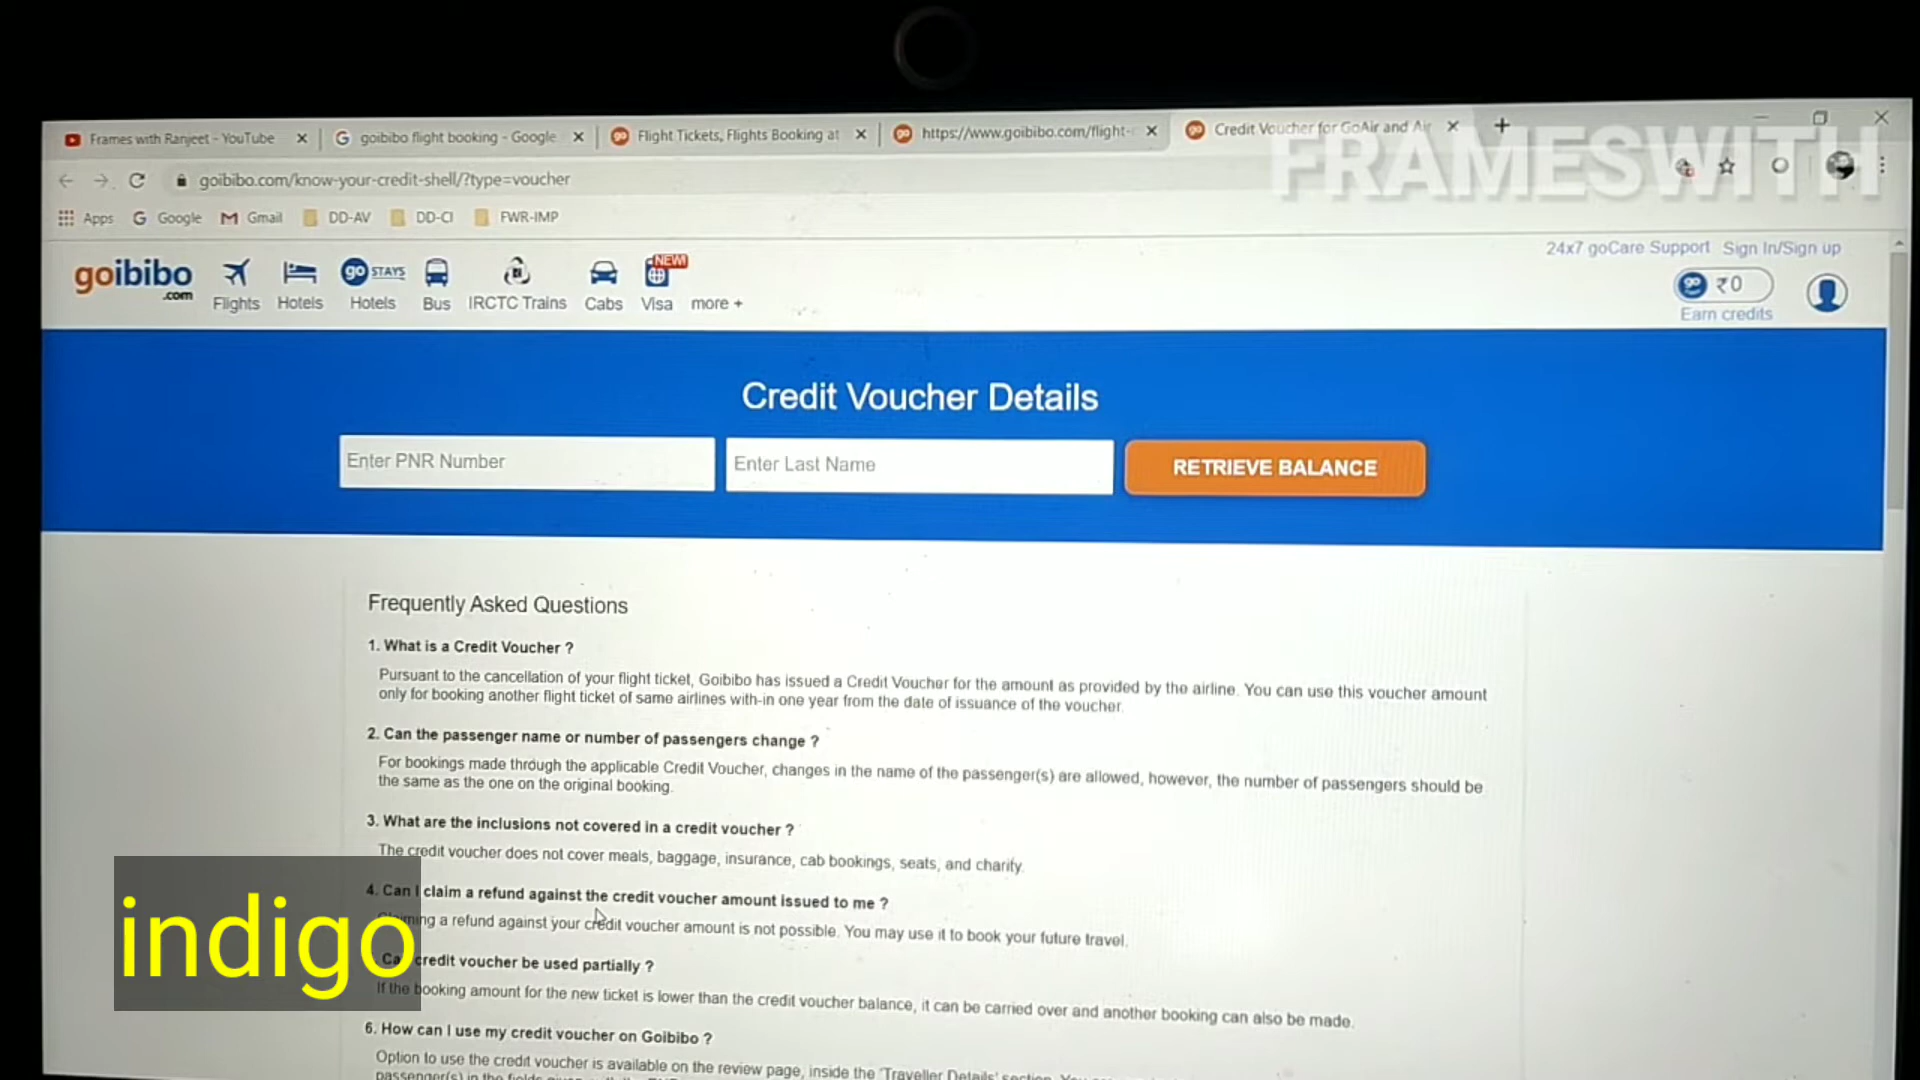 Frames with Ranjeet - YouTube
goibibo flight booking - Google
Flight Tickets, Flights Booking at
https://www.goibibo.com/flight-
Credit Voucher for GoAir and Air
FRAMESWITH
goibibo.com/know-your-credit-shell/?type=voucher
Apps Google Gmail DD-AV DD-CI FWR-IMP
24x7 goCare Support Sign In/Sign up
goibibo.com
Flights
Hotels
go STAYS Hotels
Bus
IRCTC Trains
Cabs
NEW! Visa
more +
go ₹0
Earn credits
Credit Voucher Details
Enter PNR Number
Enter Last Name
RETRIEVE BALANCE
Frequently Asked Questions
1. What is a Credit Voucher ?
Pursuant to the cancellation of your flight ticket, Goibibo has issued a Credit Voucher for the amount as provided by the airline. You can use this voucher amount
only for booking another flight ticket of same airlines with-in one year from the date of issuance of the voucher.
2. Can the passenger name or number of passengers change ?
For bookings made through the applicable Credit Voucher, changes in the name of the passenger(s) are allowed, however, the number of passengers should be
the same as the one on the original booking.
3. What are the inclusions not covered in a credit voucher ?
The credit voucher does not cover meals, baggage, insurance, cab bookings, seats, and charity.
4. Can I claim a refund against the credit voucher amount issued to me ?
Claiming a refund against your credit voucher amount is not possible. You may use it to book your future travel.
Can credit voucher be used partially ?
If the booking amount for the new ticket is lower than the credit voucher balance, it can be carried over and another booking can also be made.
6. How can I use my credit voucher on Goibibo ?
Option to use the credit voucher is available on the review page, inside the 'Traveller Details' section.
passenger(s) in the fields
indigo